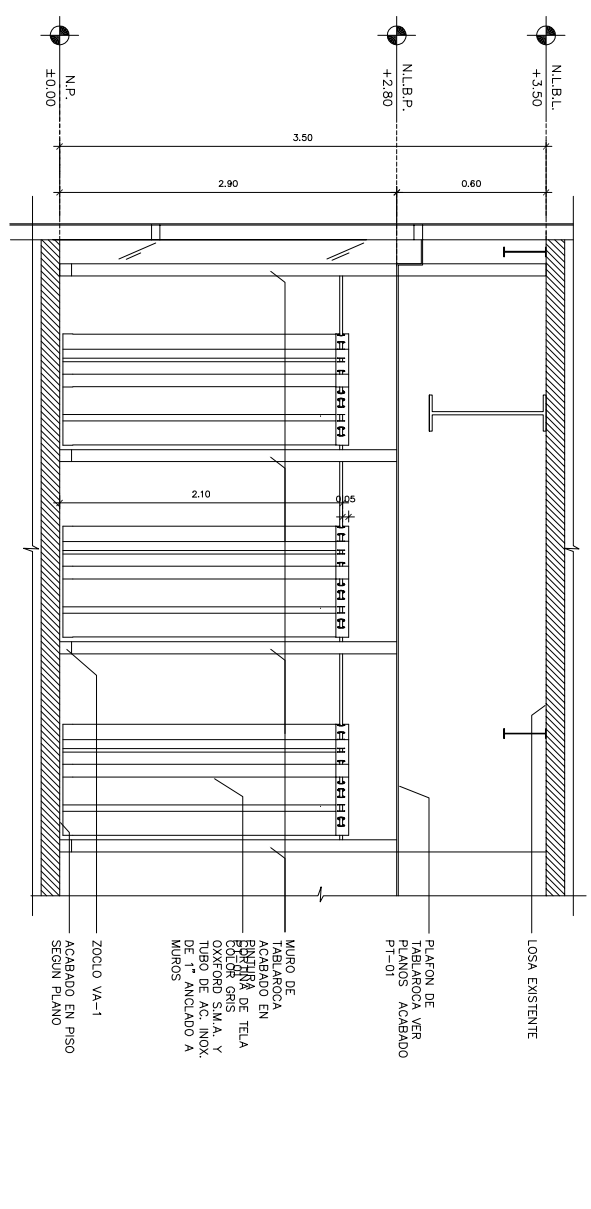 N.L.B.L.
+3.50
N.L.B.P.
+2.80
N.P.
±0.00
3.50
0.60
2.90
0.05
2.10
LOSA EXISTENTE
PLAFON DE
TABLAROCA VER
PLANOS ACABADO
PT-01
MURO DE
TABLAROCA
ACABADO EN
PINTURA
CORTINA DE TELA
COLOR GRIS
OXXFORD S.M.A. Y
TUBO DE AC. INOX.
DE 1" ANCLADO A
MUROS
ZOCLO VA-1
ACABADO EN PISO
SEGUN PLANO